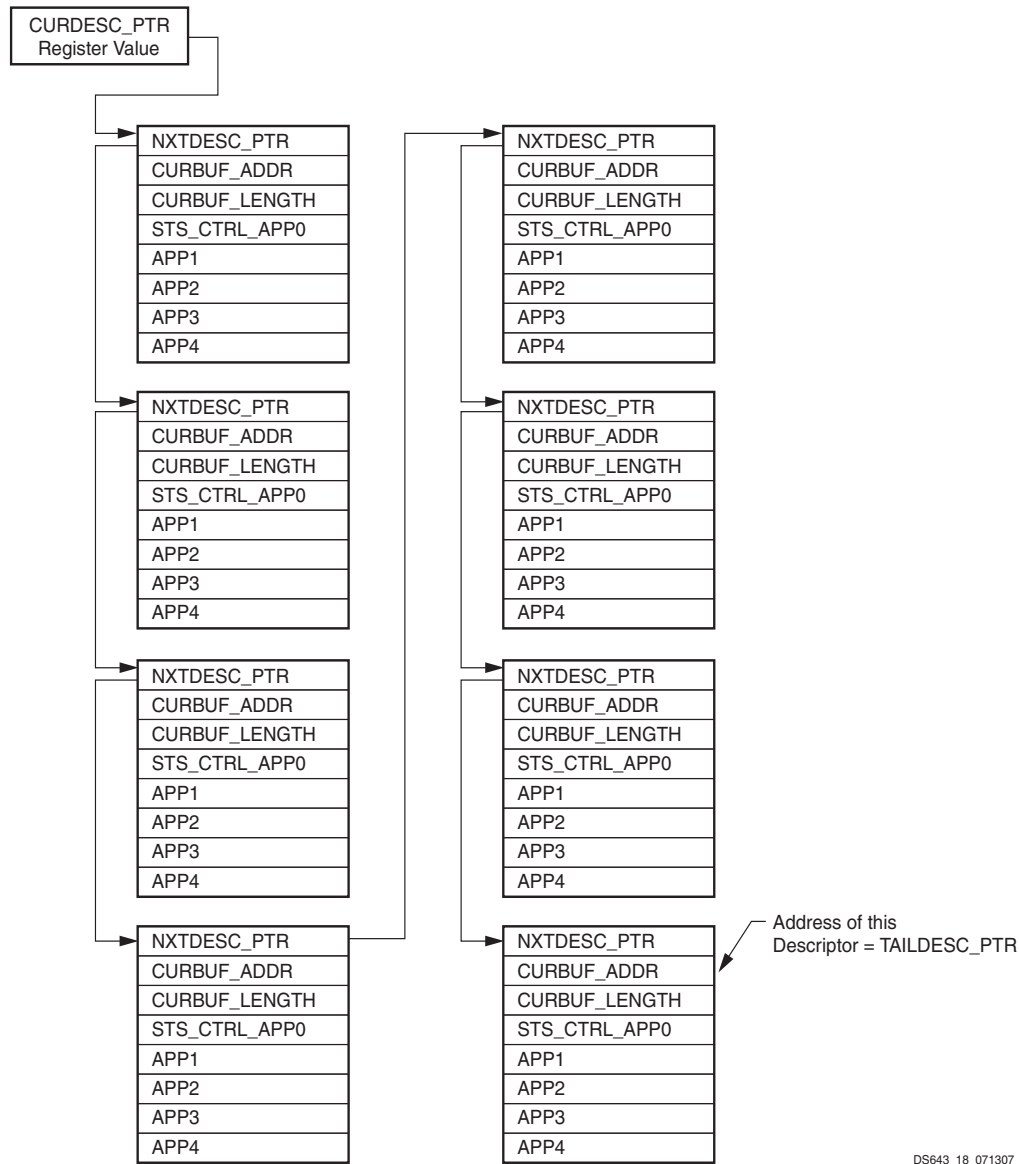 CURDESC_PTR
Register Value
NXTDESC_PTR
CURBUF_ADDR
CURBUF_LENGTH
STS_CTRL_APP0
APP1
APP2
APP3
APP4
NXTDESC_PTR
CURBUF_ADDR
CURBUF_LENGTH
STS_CTRL_APP0
APP1
APP2
APP3
APP4
NXTDESC_PTR
CURBUF_ADDR
CURBUF_LENGTH
STS_CTRL_APP0
APP1
APP2
APP3
APP4
NXTDESC_PTR
CURBUF_ADDR
CURBUF_LENGTH
STS_CTRL_APP0
APP1
APP2
APP3
APP4
NXTDESC_PTR
CURBUF_ADDR
CURBUF_LENGTH
STS_CTRL_APP0
APP1
APP2
APP3
APP4
NXTDESC_PTR
CURBUF_ADDR
CURBUF_LENGTH
STS_CTRL_APP0
APP1
APP2
APP3
APP4
NXTDESC_PTR
CURBUF_ADDR
CURBUF_LENGTH
STS_CTRL_APP0
APP1
APP2
APP3
APP4
NXTDESC_PTR
CURBUF_ADDR
CURBUF_LENGTH
STS_CTRL_APP0
APP1
APP2
APP3
APP4
Address of this
Descriptor = TAILDESC_PTR
DS643_18_071307